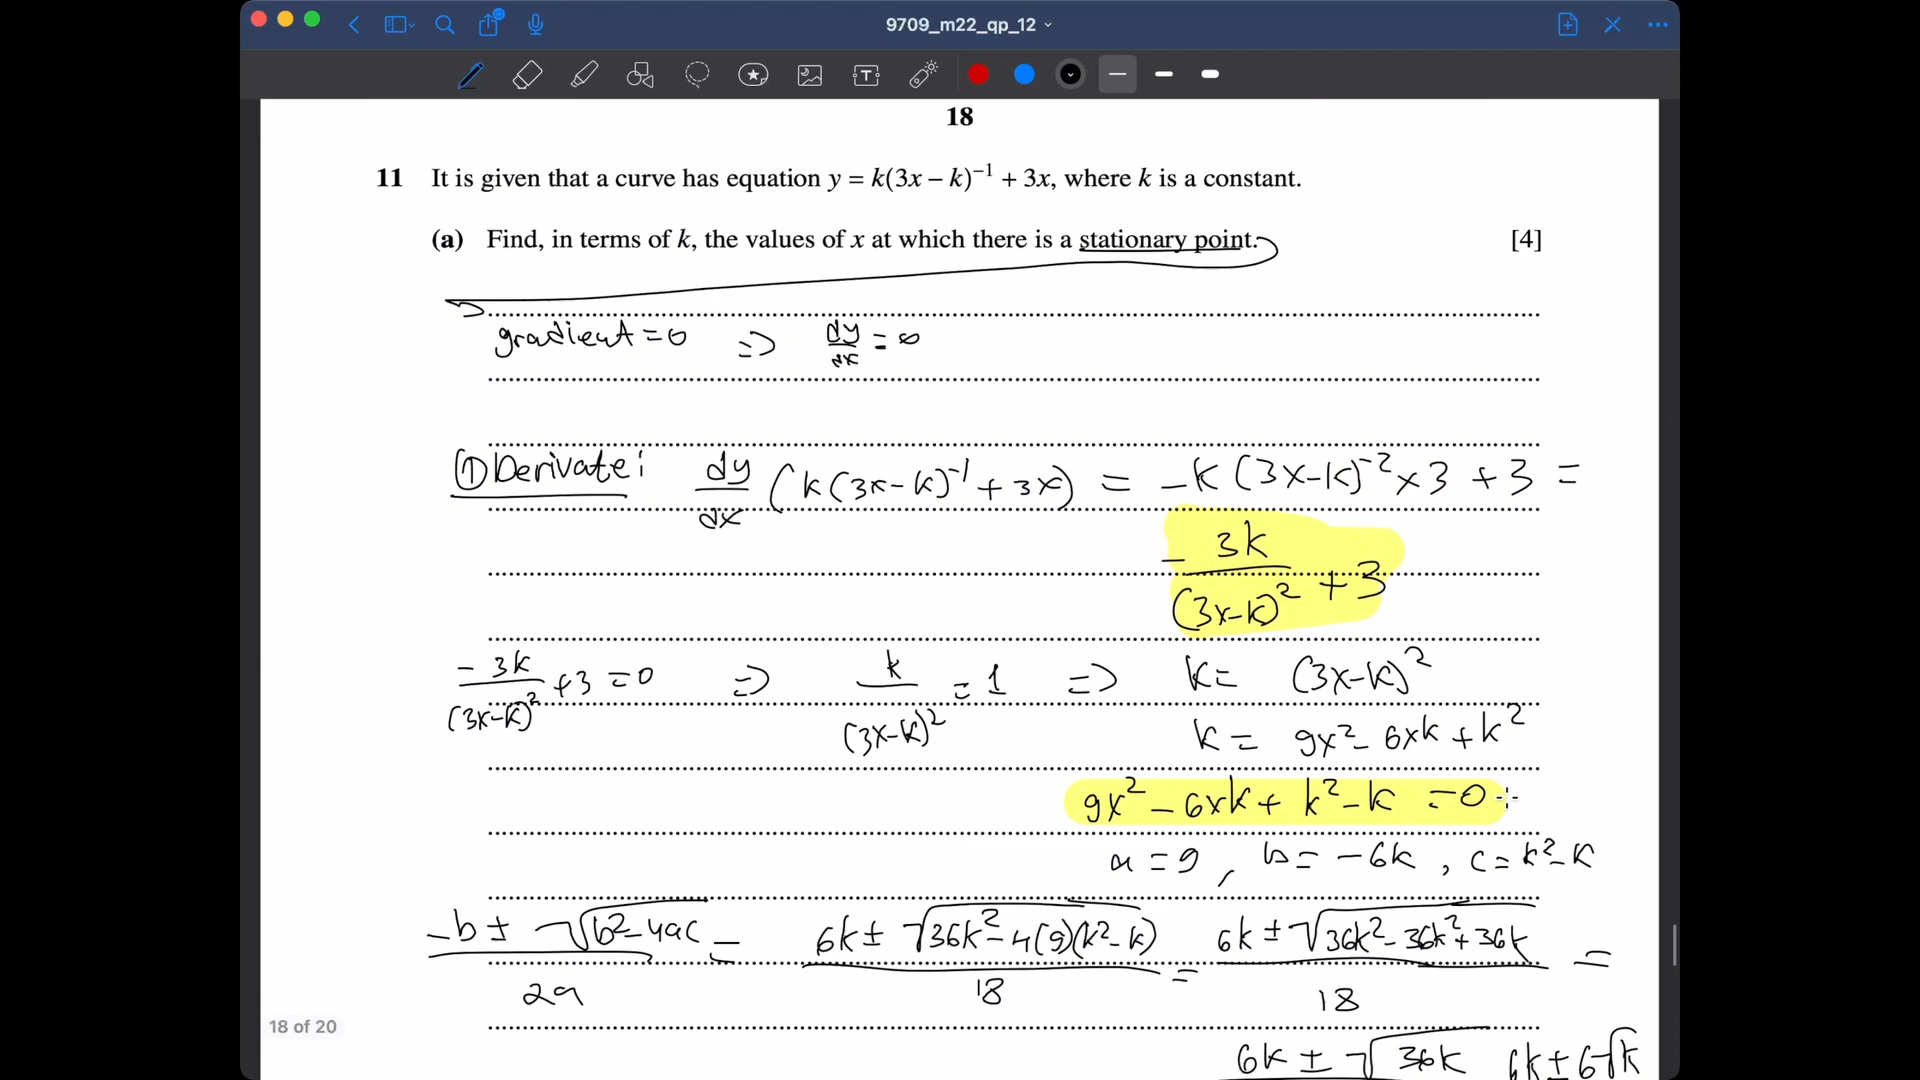 9709_m22_qp_12
18
11 It is given that a curve has equation y = k(3x – k)⁻¹ + 3x, where k is a constant.
(a) Find, in terms of k, the values of x at which there is a stationary point. [4]
gradient = 0 => dy/dx = 0
① Derivate: dy/dx (k(3x-k)⁻¹ + 3x) = -k(3x-k)⁻² x 3 + 3 =
- 3k/(3x-k)² + 3
-3k/(3x-k)² + 3 = 0 => k/(3x-k)² = 1 => k = (3x-k)²
k = 9x² - 6xk + k²
9x² - 6xk + k² - k = 0
a = 9, b = -6k, c = k² - k
-b ± √(b² - 4ac)/2a = 6k ± √(36k² - 4(9)(k² - k))/18 = 6k ± √(36k² - 36k² + 36k)/18 =
6k ± √36k 6k ± 6√k
18 of 20